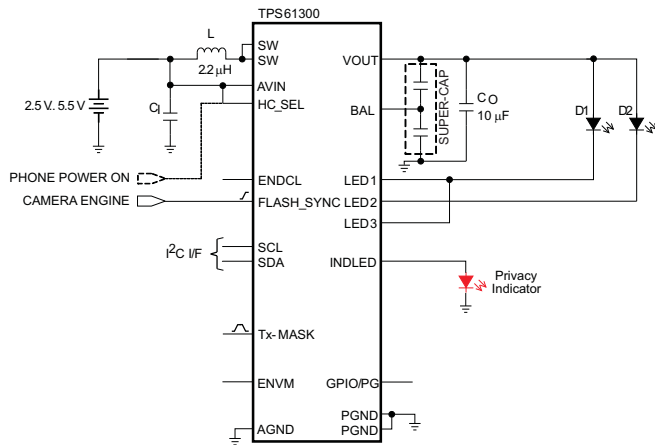 TPS61300
L
2.2 µH
SW
SW
AVIN
HC_SEL
2.5 V. 5.5 V
CI
PHONE POWER ON
CAMERA ENGINE
ENDCL
FLASH_SYNC
I2C I/F
SCL
SDA
Tx-MASK
ENVM
AGND
VOUT
BAL
SUPER-CAP
CO
10 µF
D1
D2
LED1
LED2
LED3
INDLED
Privacy
Indicator
GPIO/PG
PGND
PGND